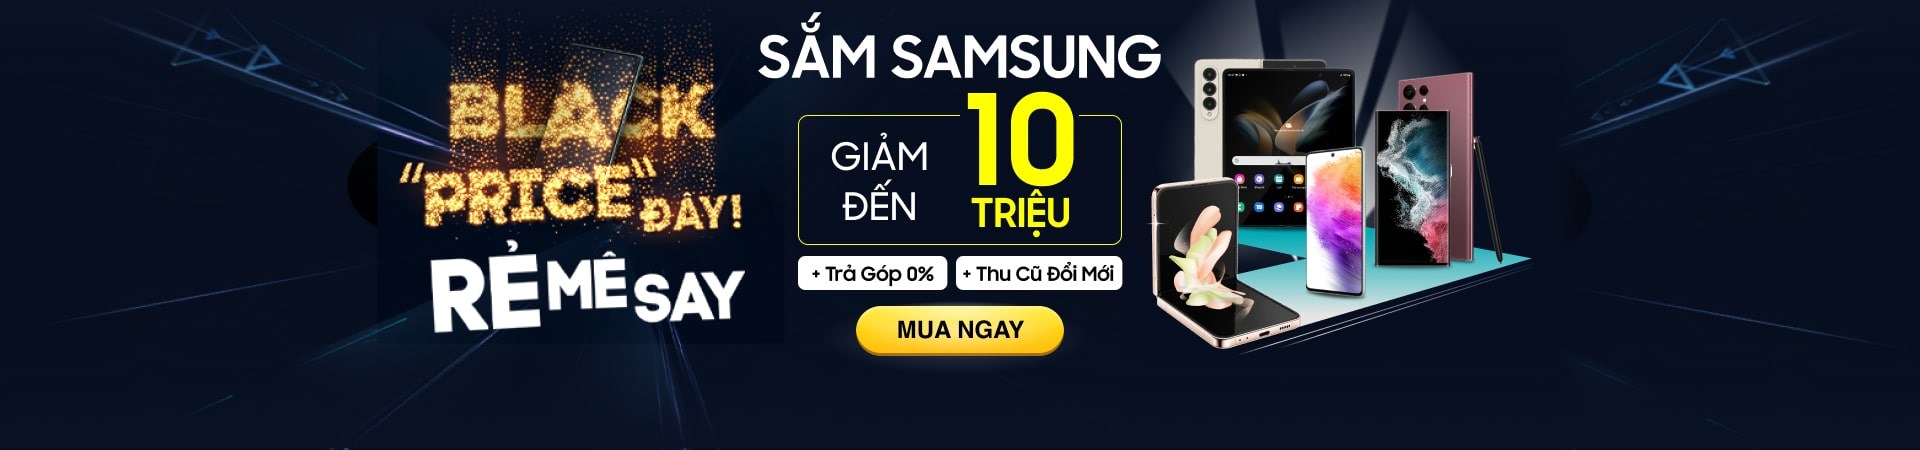 BLACK
“PRICE” ĐÂY!
RẺ MÊ SAY
SẮM SAMSUNG
GIẢM
ĐẾN
10
TRIỆU
+ Trả Góp 0%
+ Thu Cũ Đổi Mới
MUA NGAY